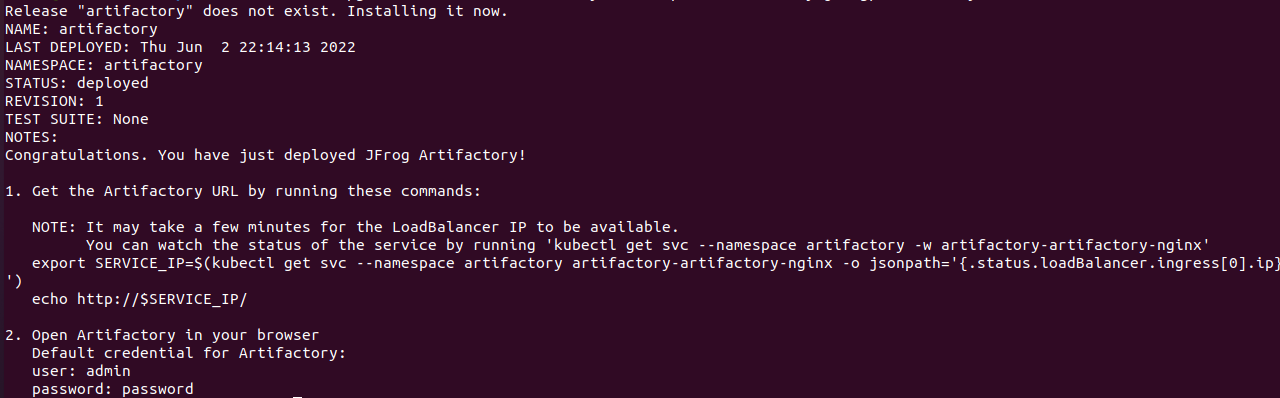 Release "artifactory" does not exist. Installing it now.
NAME: artifactory
LAST DEPLOYED: Thu Jun  2 22:14:13 2022
NAMESPACE: artifactory
STATUS: deployed
REVISION: 1
TEST SUITE: None
NOTES:
Congratulations. You have just deployed JFrog Artifactory!
1. Get the Artifactory URL by running these commands:
NOTE: It may take a few minutes for the LoadBalancer IP to be available.
You can watch the status of the service by running 'kubectl get svc --namespace artifactory -w artifactory-artifactory-nginx'
export SERVICE_IP=$(kubectl get svc --namespace artifactory artifactory-artifactory-nginx -o jsonpath='{.status.loadBalancer.ingress[0].ip}
')
echo http://$SERVICE_IP/
2. Open Artifactory in your browser
Default credential for Artifactory:
user: admin
password: password